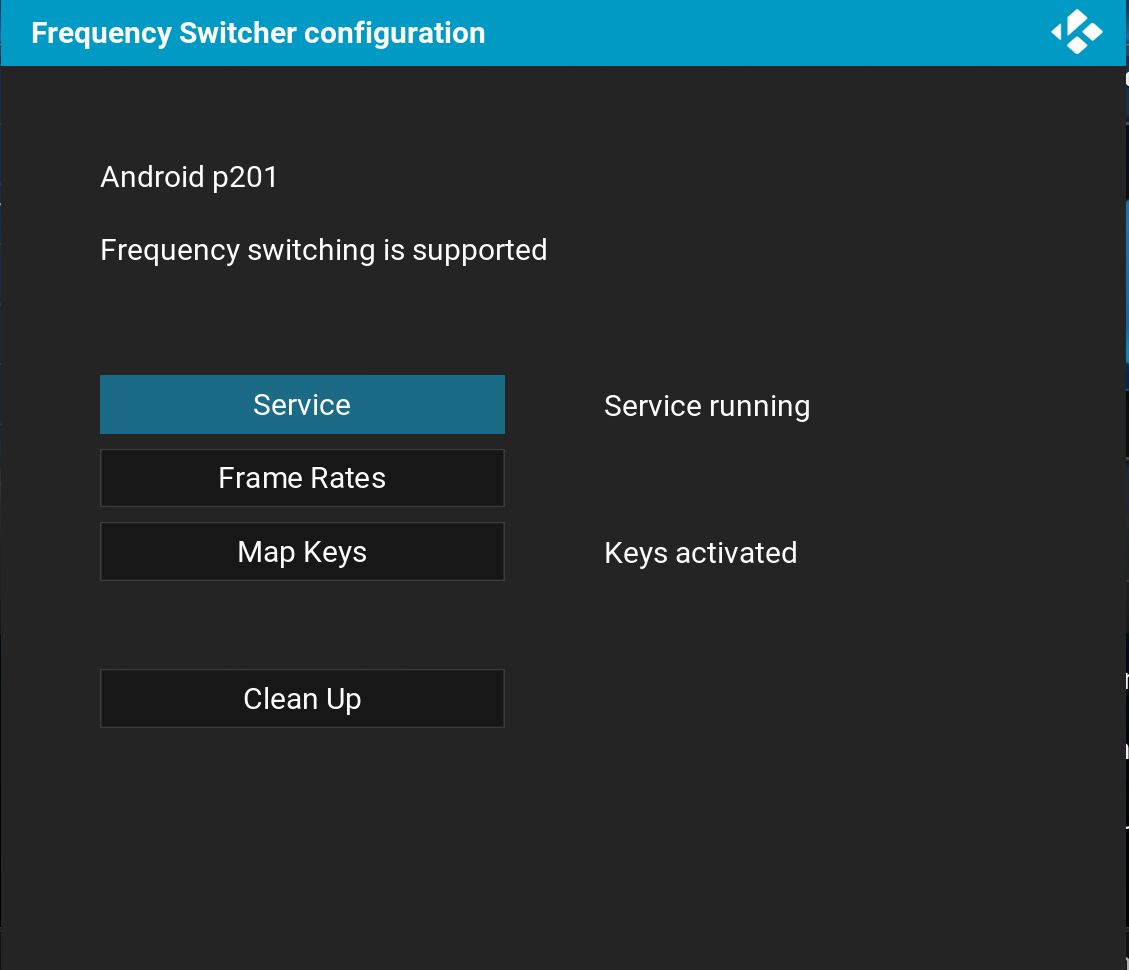 Frequency Switcher configuration
Android p201
Frequency switching is supported
Service
Service running
Frame Rates
Map Keys
Keys activated
Clean Up